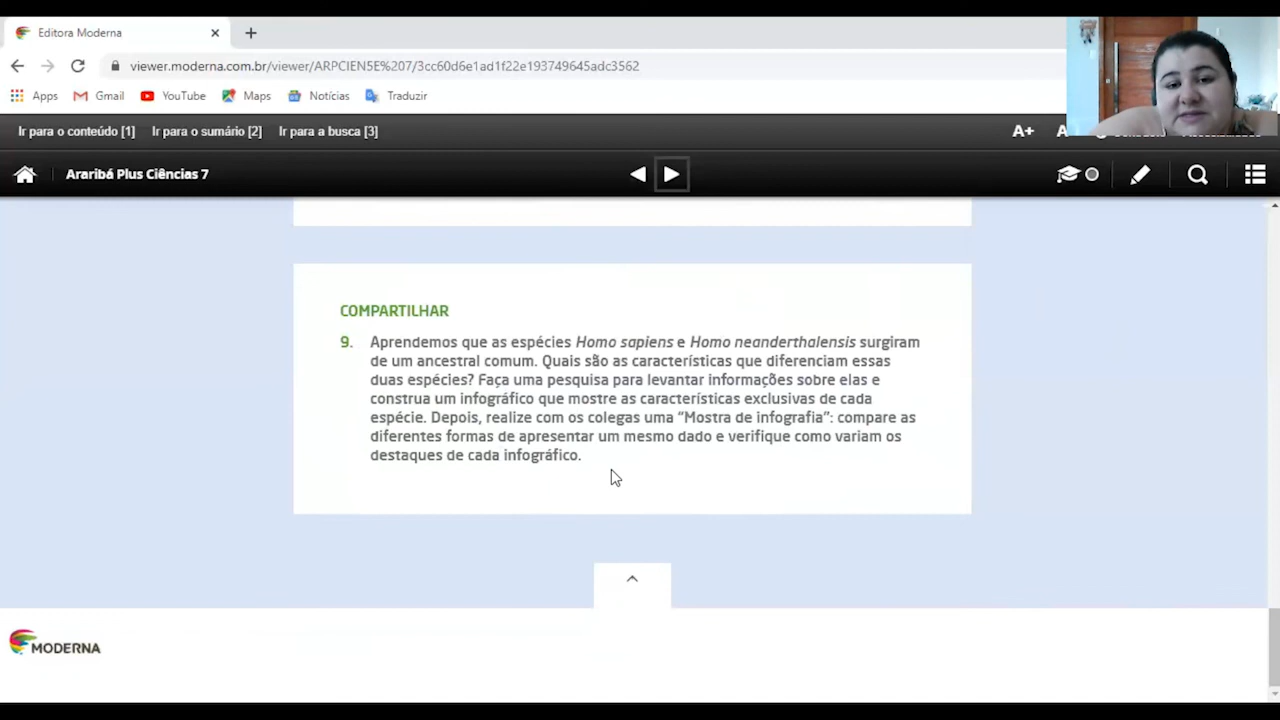 Editora Moderna
viewer.moderna.com.br/viewer/ARPCIEN5E%207/3cc60d6e1ad1f22e193749645adc3562
Apps Gmail YouTube Maps Notícias Traduzir
Ir para o conteúdo [1] Ir para o sumário [2] Ir para a busca [3] A+
Araribá Plus Ciências 7
COMPARTILHAR
9. Aprendemos que as espécies Homo sapiens e Homo neanderthalensis surgiram
de um ancestral comum. Quais são as características que diferenciam essas
duas espécies? Faça uma pesquisa para levantar informações sobre elas e
construa um infográfico que mostre as características exclusivas de cada
espécie. Depois, realize com os colegas uma “Mostra de infografia”: compare as
diferentes formas de apresentar um mesmo dado e verifique como variam os
destaques de cada infográfico.
MODERNA